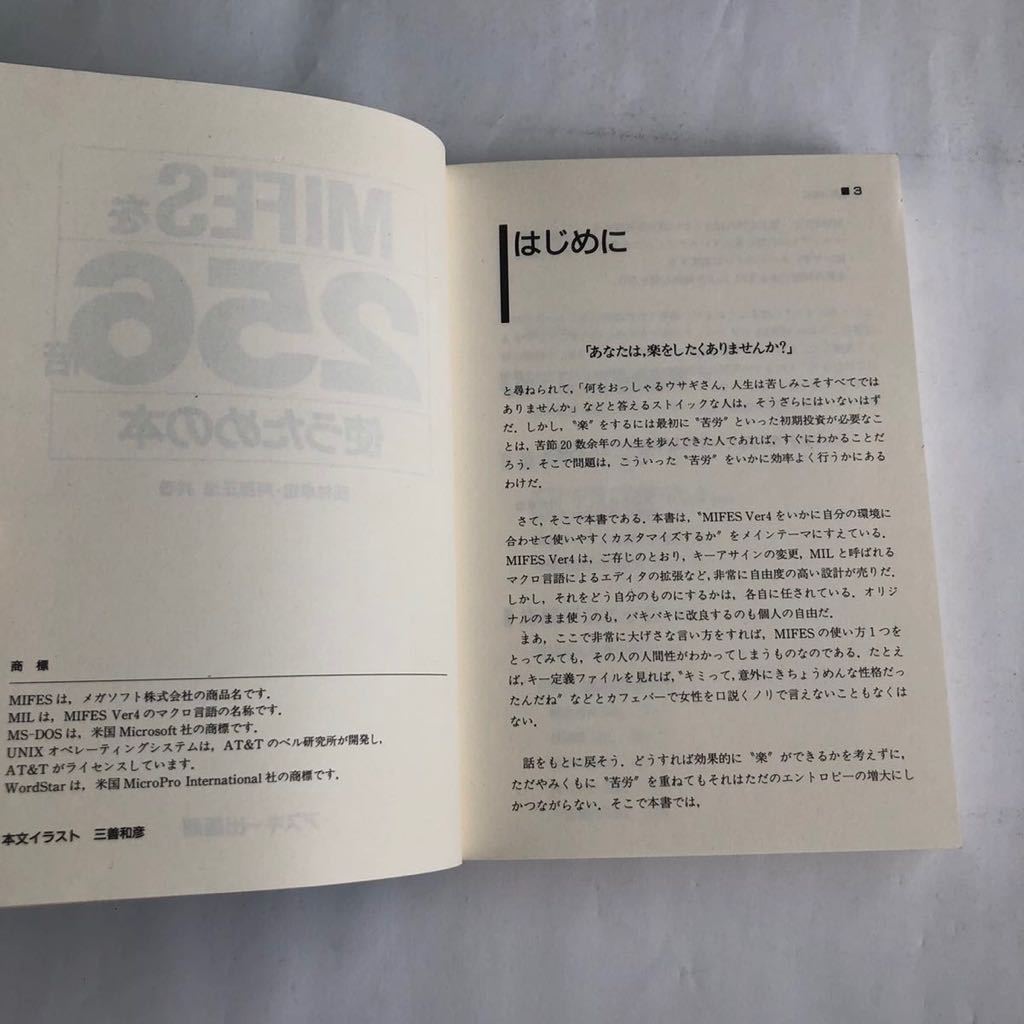 MIFESを
256倍
使うための本
商標
MIFESは，メガソフト株式会社の商品名です．
MILは，MIFES Ver4のマクロ言語の名称です．
MS-DOSは，米国Microsoft社の商標です．
UNIXオペレーティングシステムは，AT&Tのベル研究所が開発し，
AT&Tがライセンスしています．
WordStarは，米国MicroPro International社の商標です．
本文イラスト 三善和彦
アスキー出版局
■3
はじめに
「あなたは，楽をしたくありませんか？」
と尋ねられて，「何をおっしゃるウサギさん，人生は苦しみこそすべてでは
ありませんか」などと答えるストイックな人は，そうざらにはいないはず
だ．しかし，〝楽〞をするには最初に〝苦労〞といった初期投資が必要なこ
とは，苦節20数余年の人生を歩んできた人であれば，すぐにわかることだ
ろう．そこで問題は，こういった〝苦労〞をいかに効率よく行うかにある
わけだ．
さて，そこで本書である．本書は，〝MIFES Ver4をいかに自分の環境に
合わせて使いやすくカスタマイズするか〞をメインテーマにすえている．
MIFES Ver4は，ご存じのとおり，キーアサインの変更，MILと呼ばれる
マクロ言語によるエディタの拡張など，非常に自由度の高い設計が売りだ．
しかし，それをどう自分のものにするかは，各自に任されている．オリジ
ナルのまま使うのも，バキバキに改良するのも個人の自由だ．
まあ，ここで非常に大げさな言い方をすれば，MIFESの使い方1つを
とってみても，その人の人間性がわかってしまうものなのである．たとえ
ば，キー定義ファイルを見れば，〝キミって，意外にきちょうめんな性格だっ
たんだね〞などとカフェバーで女性を口説くノリで言えないこともなくは
ない．
話をもとに戻そう．どうすれば効果的に〝楽〞ができるかを考えずに，
ただやみくもに〝苦労〞を重ねてもそれはただのエントロピーの増大にし
かつながらない．そこで本書では，